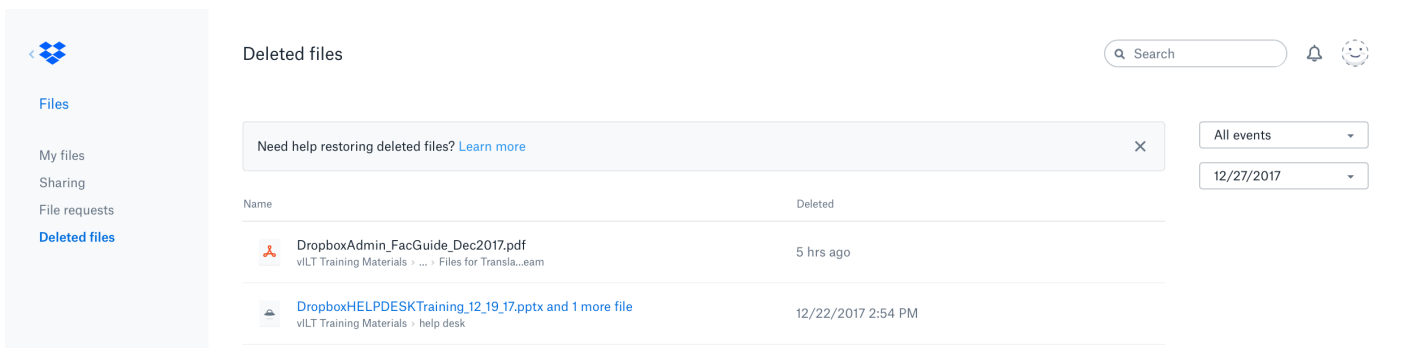 Deleted files
Search
Files
My files
Sharing
File requests
Deleted files
Need help restoring deleted files? Learn more
All events
12/27/2017
Name Deleted
DropboxAdmin_FacGuide_Dec2017.pdf
vILT Training Materials › ... › Files for Transla...eam
5 hrs ago
DropboxHELPDESKTraining_12_19_17.pptx and 1 more file
vILT Training Materials › help desk
12/22/2017 2:54 PM